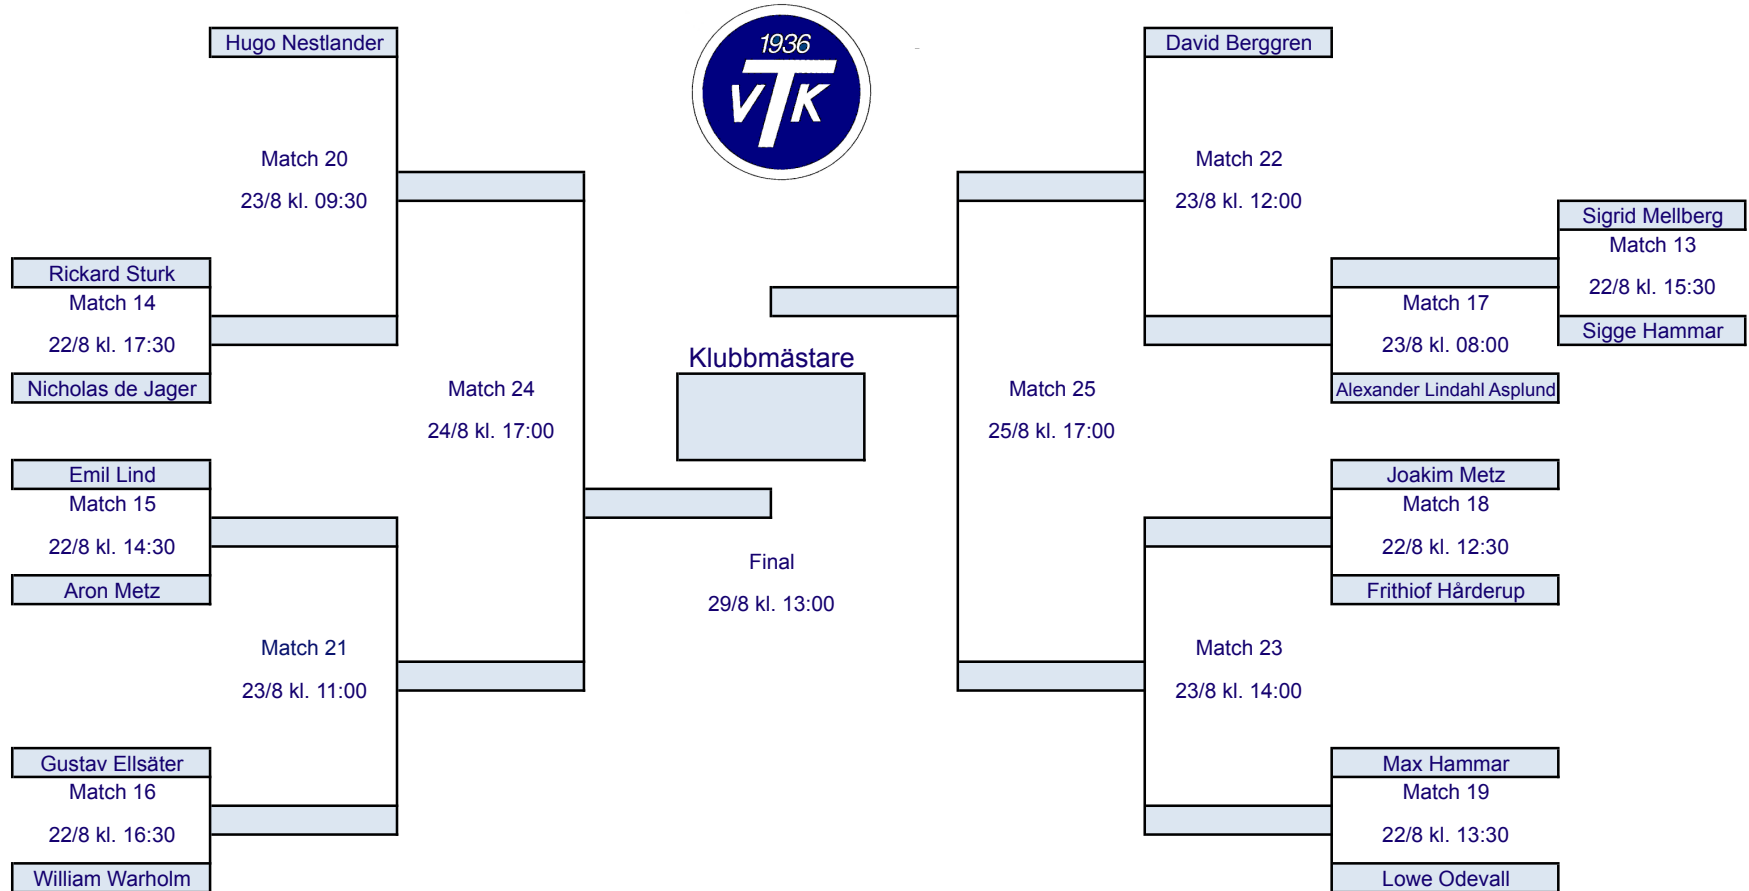 Hugo Nestlander
1936
VTK
David Berggren
Match 20
23/8 kl. 09:30
Match 22
23/8 kl. 12:00
Sigrid Mellberg
Match 13
22/8 kl. 15:30
Sigge Hammar
Rickard Sturk
Match 14
22/8 kl. 17:30
Nicholas de Jager
Match 17
23/8 kl. 08:00
Alexander Lindahl Asplund
Klubbmästare
Match 24
24/8 kl. 17:00
Match 25
25/8 kl. 17:00
Emil Lind
Match 15
22/8 kl. 14:30
Aron Metz
Joakim Metz
Match 18
22/8 kl. 12:30
Frithiof Hårderup
Final
29/8 kl. 13:00
Match 21
23/8 kl. 11:00
Match 23
23/8 kl. 14:00
Gustav Ellsäter
Match 16
22/8 kl. 16:30
William Warholm
Max Hammar
Match 19
22/8 kl. 13:30
Lowe Odevall